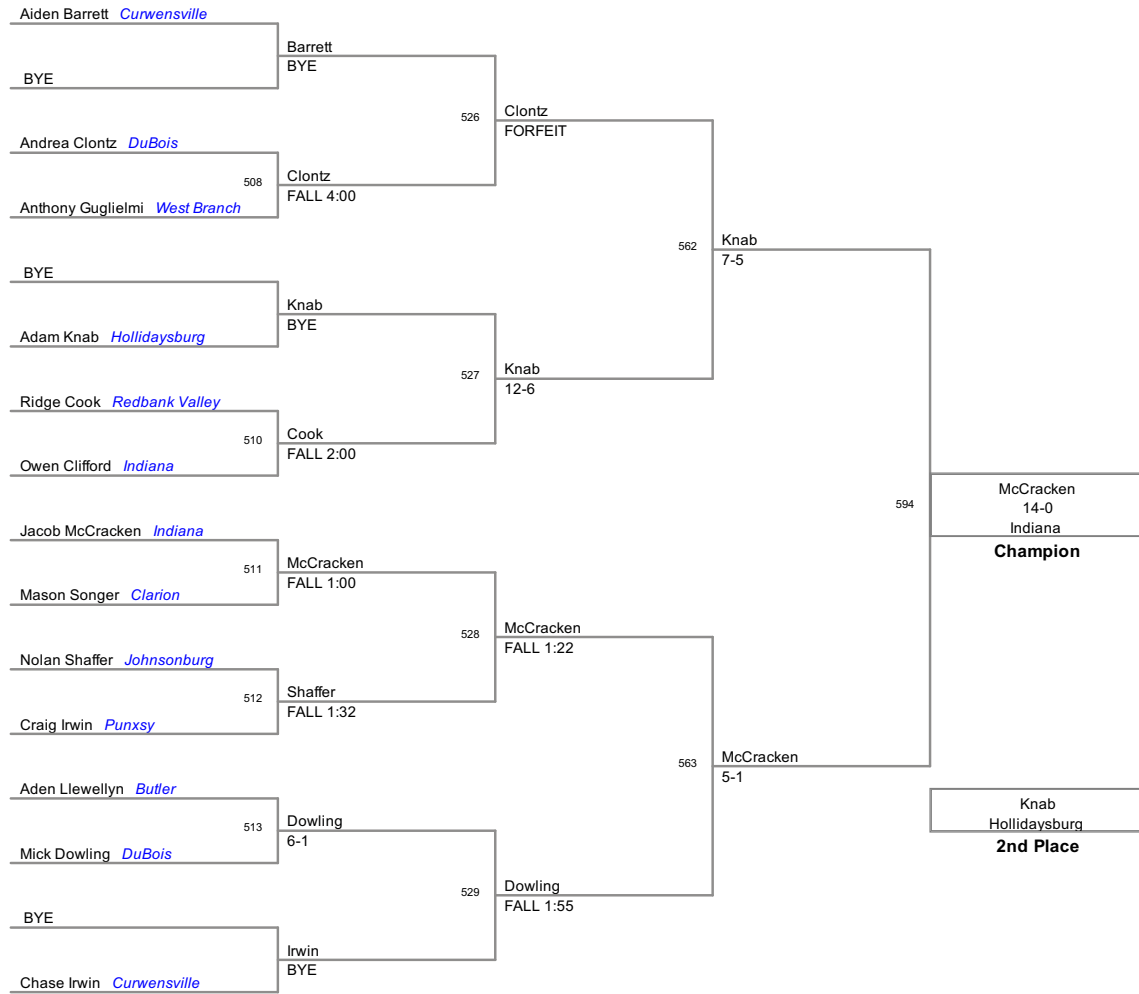 Aiden Barrett Curwensville
Barrett
BYE
BYE
526
Clontz
FORFEIT
Andrea Clontz DuBois
508
Clontz
FALL 4:00
Anthony Guglielmi West Branch
562
Knab
7-5
BYE
Knab
BYE
Adam Knab Hollidaysburg
527
Knab
12-6
Ridge Cook Redbank Valley
510
Cook
FALL 2:00
Owen Clifford Indiana
594
McCracken
14-0
Indiana
Champion
Jacob McCracken Indiana
511
McCracken
FALL 1:00
Mason Songer Clarion
528
McCracken
FALL 1:22
Nolan Shaffer Johnsonburg
512
Shaffer
FALL 1:32
Craig Irwin Punxsy
563
McCracken
5-1
Aden Llewellyn Butler
513
Dowling
6-1
Mick Dowling DuBois
Knab
Hollidaysburg
2nd Place
529
Dowling
FALL 1:55
BYE
Irwin
BYE
Chase Irwin Curwensville